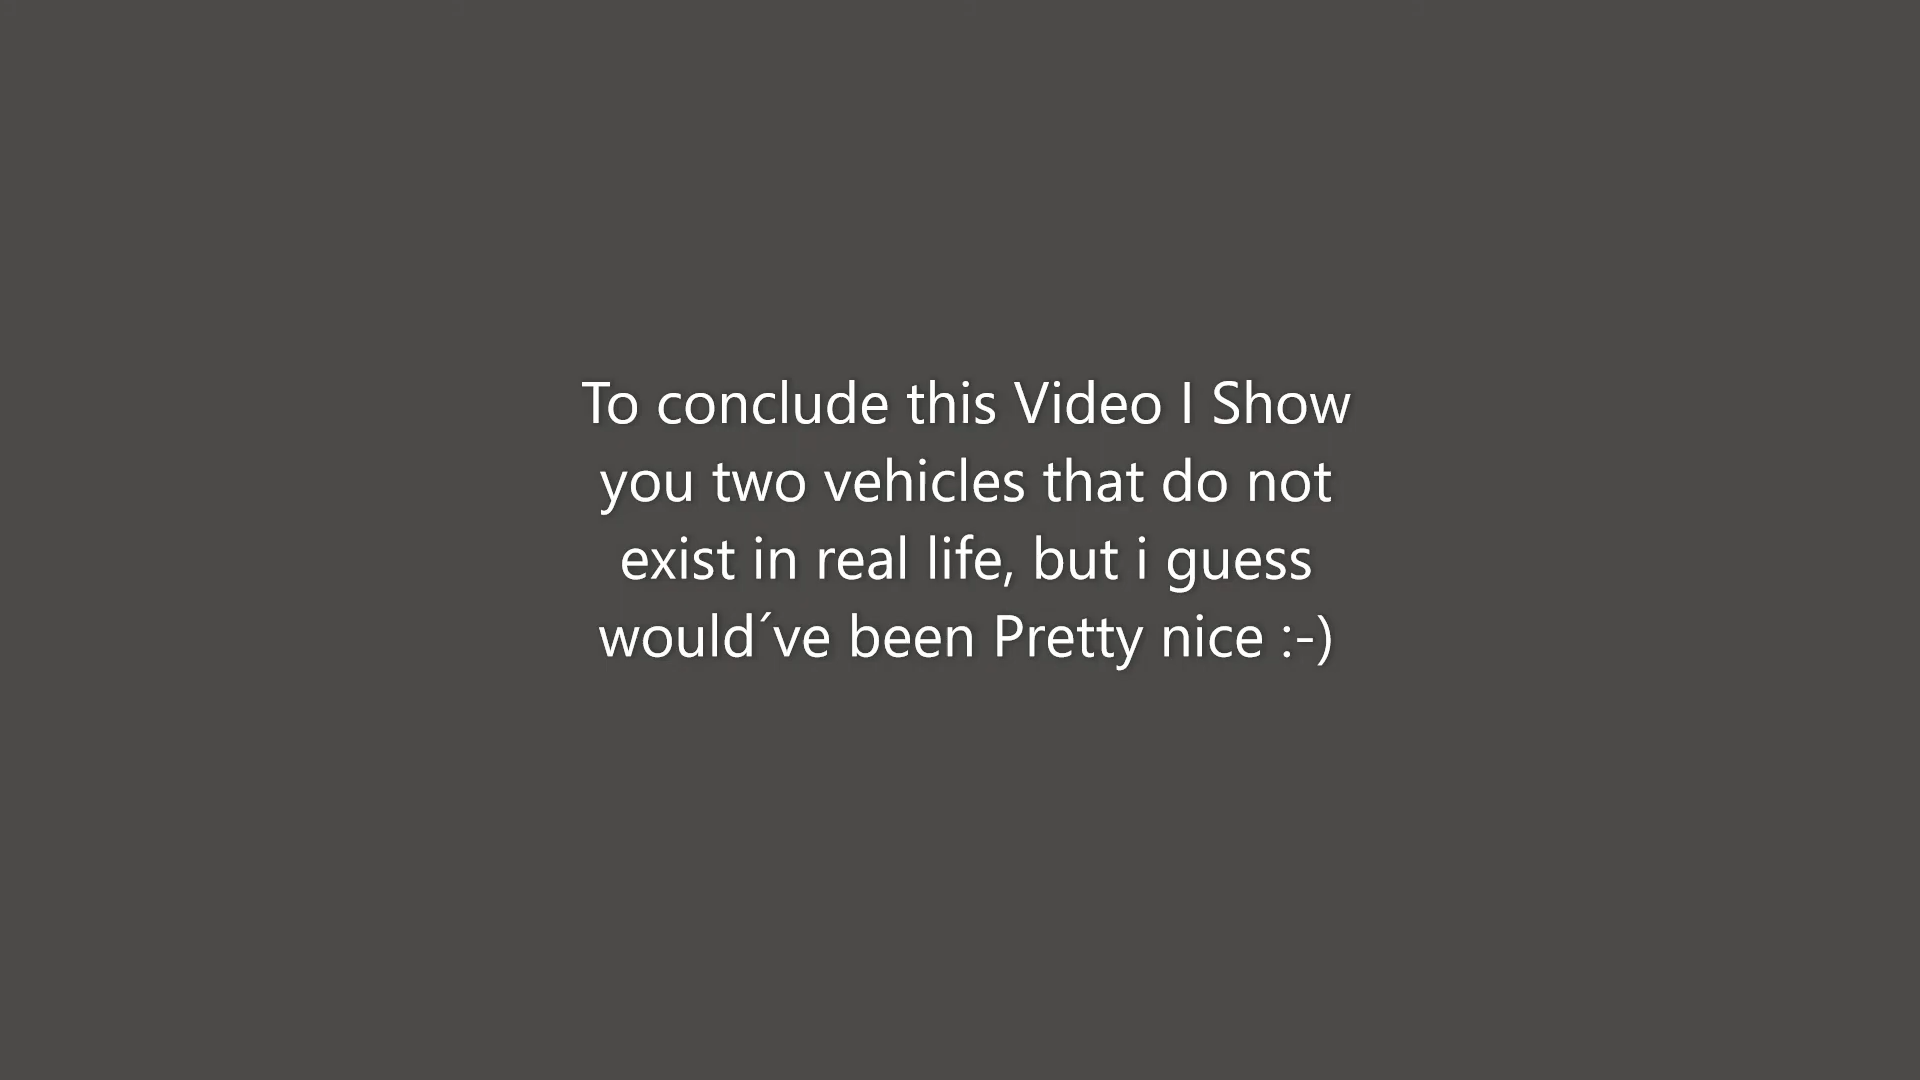 To conclude this Video I Show
you two vehicles that do not
exist in real life, but i guess
would´ve been Pretty nice :-)